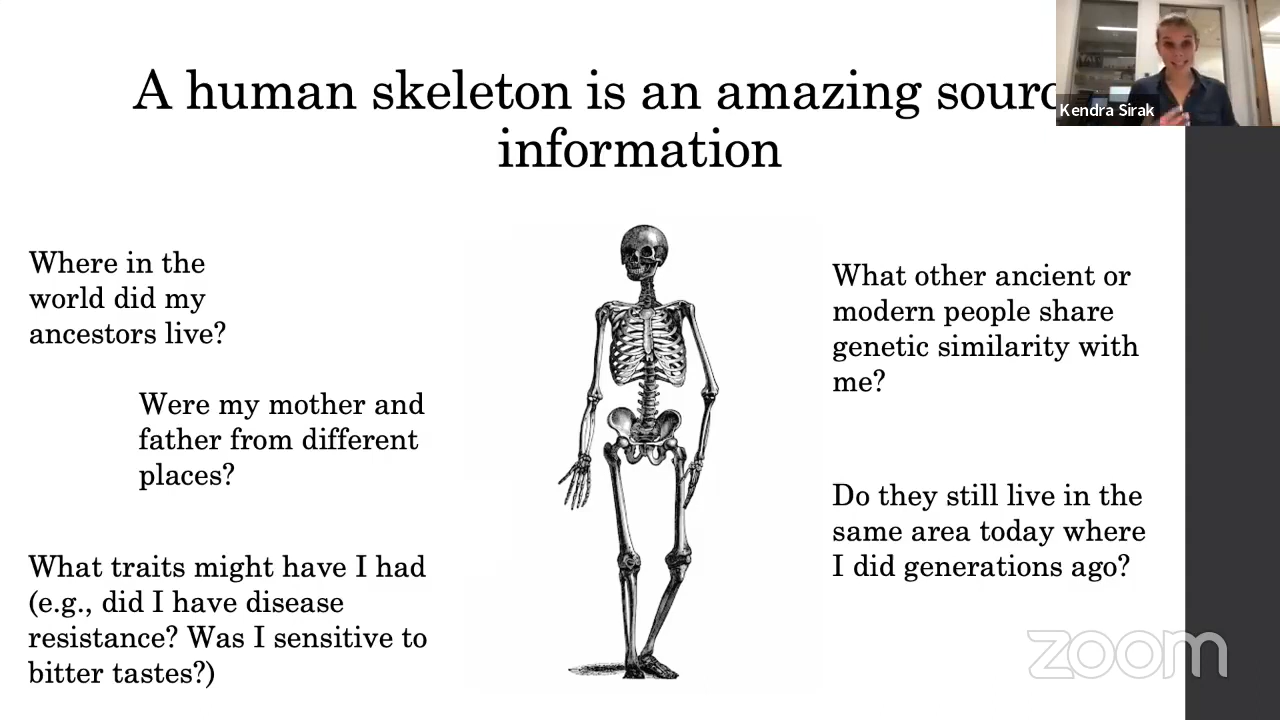 A human skeleton is an amazing
information
Kendra Sirak
Where in the
world did my
ancestors live?
Were my mother and
father from different
places?
What traits might have I had
(e.g., did I have disease
resistance? Was I sensitive to
bitter tastes?)
What other ancient or
modern people share
genetic similarity with
me?
Do they still live in the
same area today where
I did generations ago?
zoom